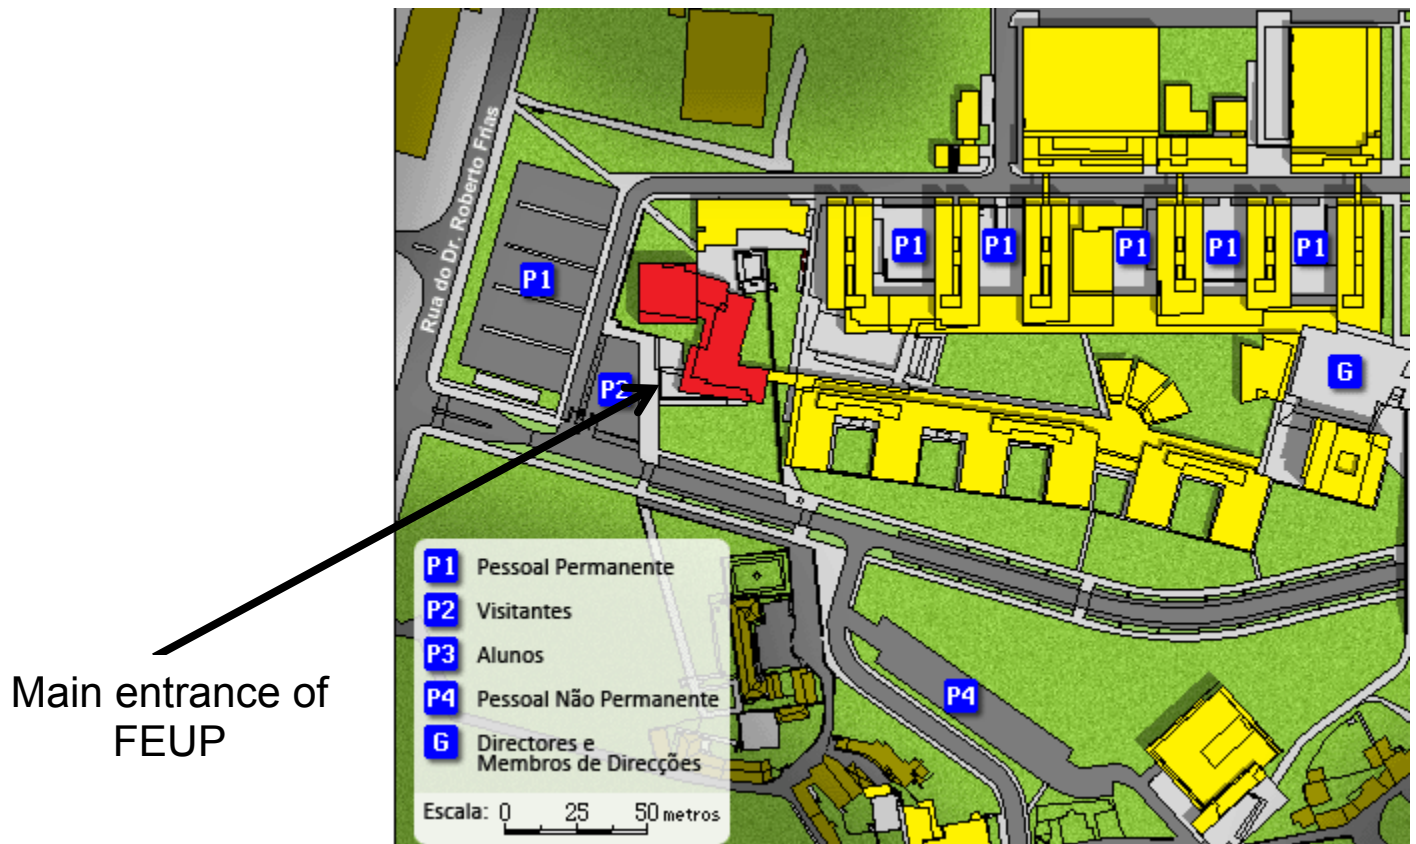 Rua do Dr. Roberto Frias
P1
P1
P1
P1
P1
P1
P2
G
P4
Main entrance of
FEUP
P1 Pessoal Permanente
P2 Visitantes
P3 Alunos
P4 Pessoal Não Permanente
G Directores e
Membros de Direcções
Escala: 0 25 50 metros